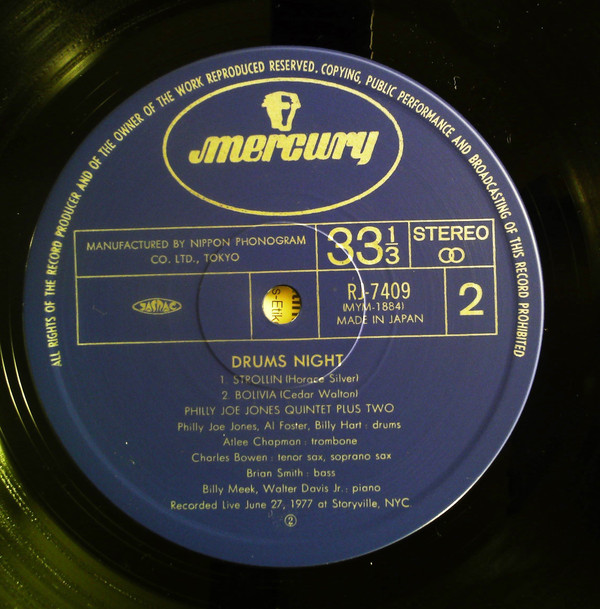 ALL RIGHTS OF THE RECORD PRODUCER AND OF THE OWNER OF THE WORK REPRODUCED RESERVED. COPYING, PUBLIC PERFORMANCE AND BROADCASTING OF THIS RECORD PROHIBITED
mercury
MANUFACTURED BY NIPPON PHONOGRAM
CO. LTD., TOKYO
33 1/3
STEREO
JASRAC
s-Etik
RJ-7409
(MYM-1884)
MADE IN JAPAN
2
DRUMS NIGHT
1. STROLLIN (Horace Silver)
2. BOLIVIA (Cedar Walton)
PHILLY JOE JONES QUINTET PLUS TWO
Philly Joe Jones, Al Foster, Billy Hart : drums
Atlee Chapman : trombone
Charles Bowen : tenor sax, soprano sax
Brian Smith : bass
Billy Meek, Walter Davis Jr. : piano
Recorded Live June 27, 1977 at Storyville, NYC
Ⓟ